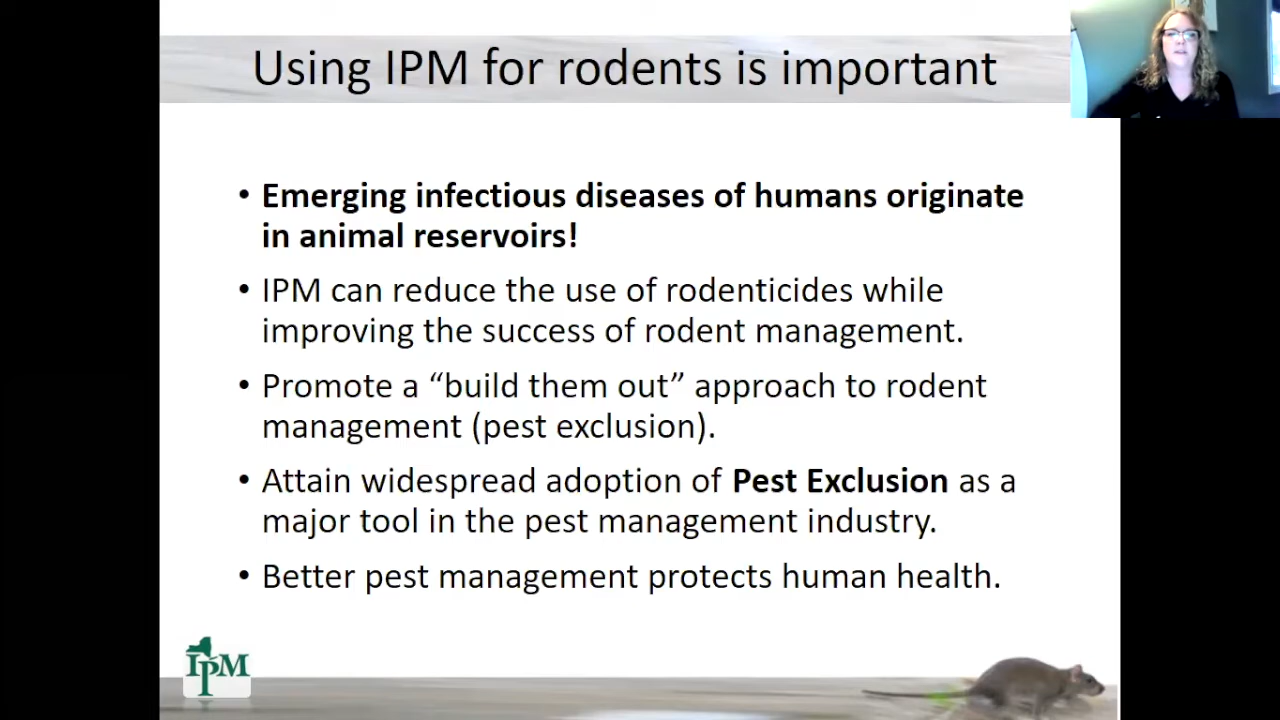 Using IPM for rodents is important
• Emerging infectious diseases of humans originate
in animal reservoirs!
• IPM can reduce the use of rodenticides while
improving the success of rodent management.
• Promote a “build them out” approach to rodent
management (pest exclusion).
• Attain widespread adoption of Pest Exclusion as a
major tool in the pest management industry.
• Better pest management protects human health.
IPM